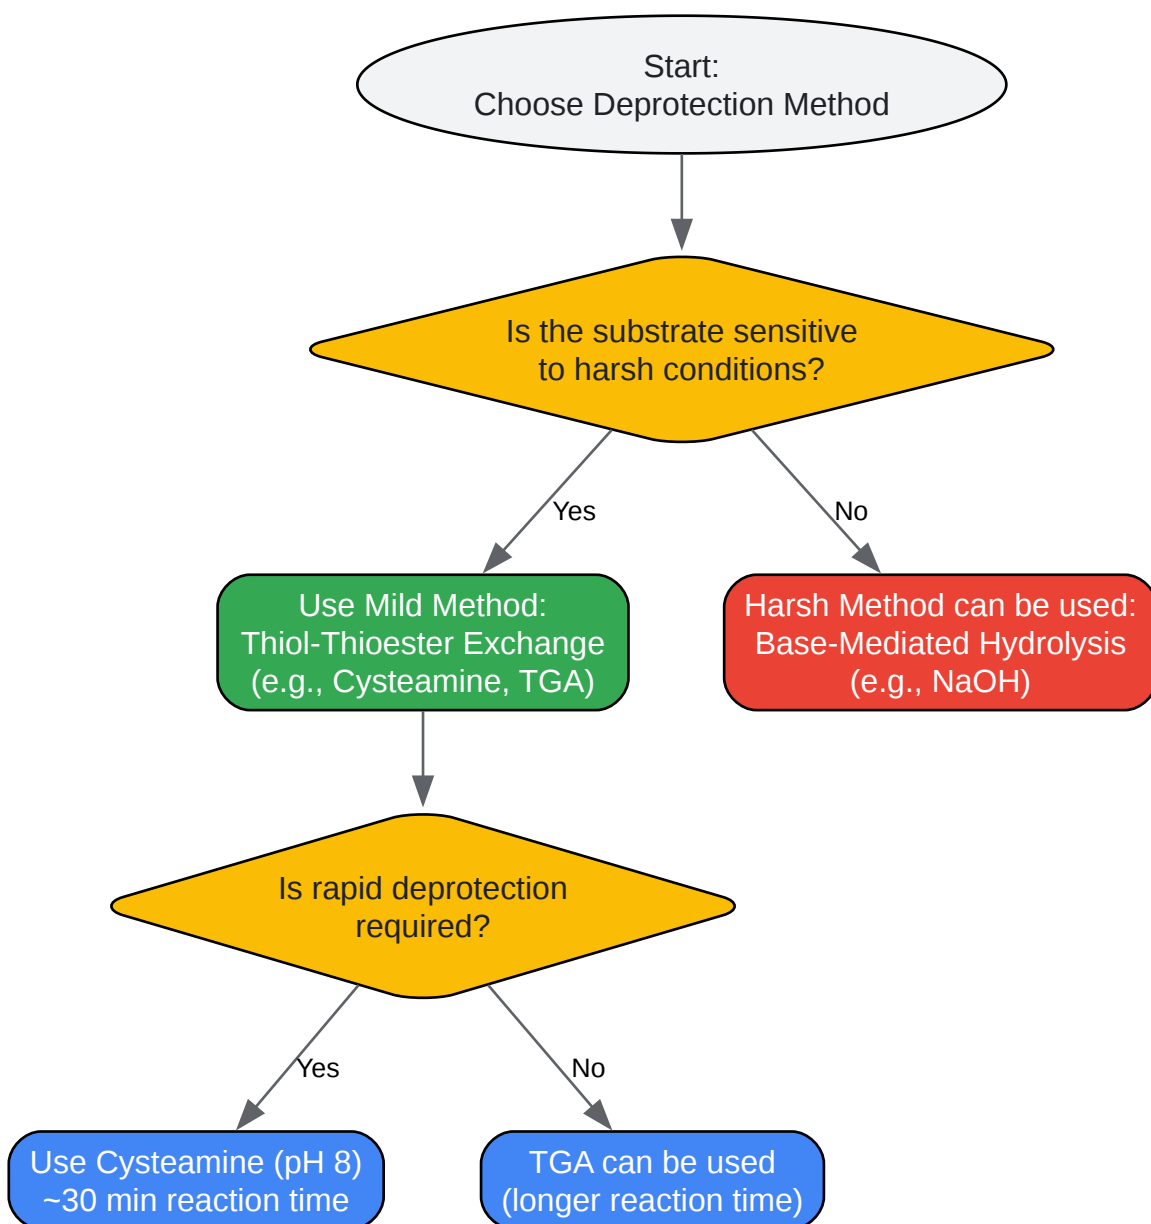 Start:
Choose Deprotection Method
Is the substrate sensitive
to harsh conditions?
Yes
No
Use Mild Method:
Thiol-Thioester Exchange
(e.g., Cysteamine, TGA)
Harsh Method can be used:
Base-Mediated Hydrolysis
(e.g., NaOH)
Is rapid deprotection
required?
Yes
No
Use Cysteamine (pH 8)
~30 min reaction time
TGA can be used
(longer reaction time)